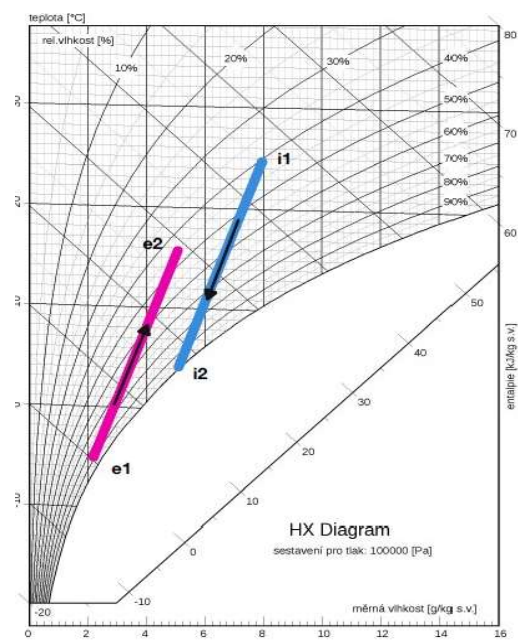 teplota [°C]
rel.vlhkost [%]
10%
20%
30%
40%
50%
60%
70%
80%
90%
80
70
60
i1
e2
i2
e1
50
40
30
20
10
0
-10
-20
-10
entalpie [kJ/kg s.v.]
HX Diagram
sestavení pro tlak: 100000 [Pa]
měrná vlhkost [g/kg s.v.]
0 2 4 6 8 10 12 14 16